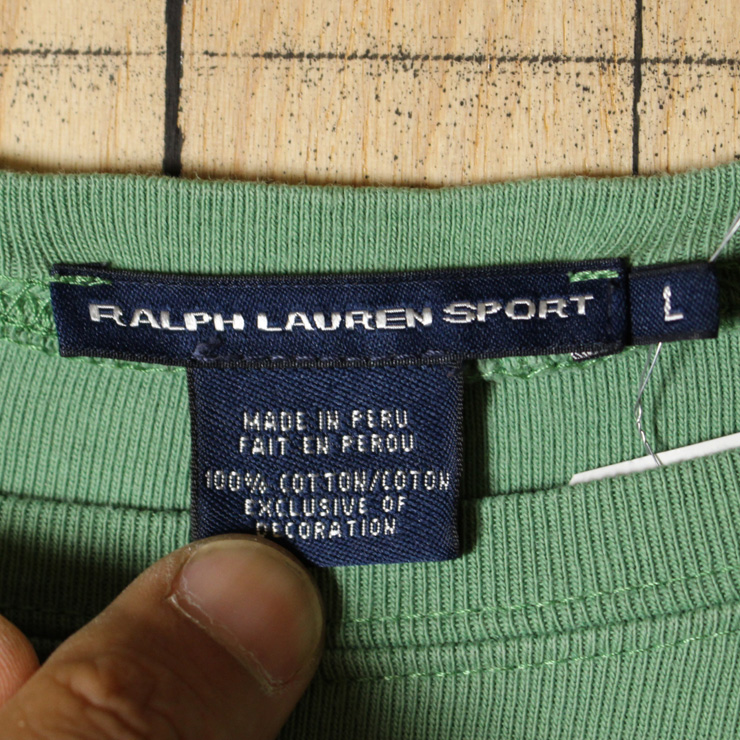 RALPH LAUREN SPORT
L
MADE IN PERU
FAIT EN PEROU
100% COTTON/COTON
EXCLUSIVE OF
DECORATION